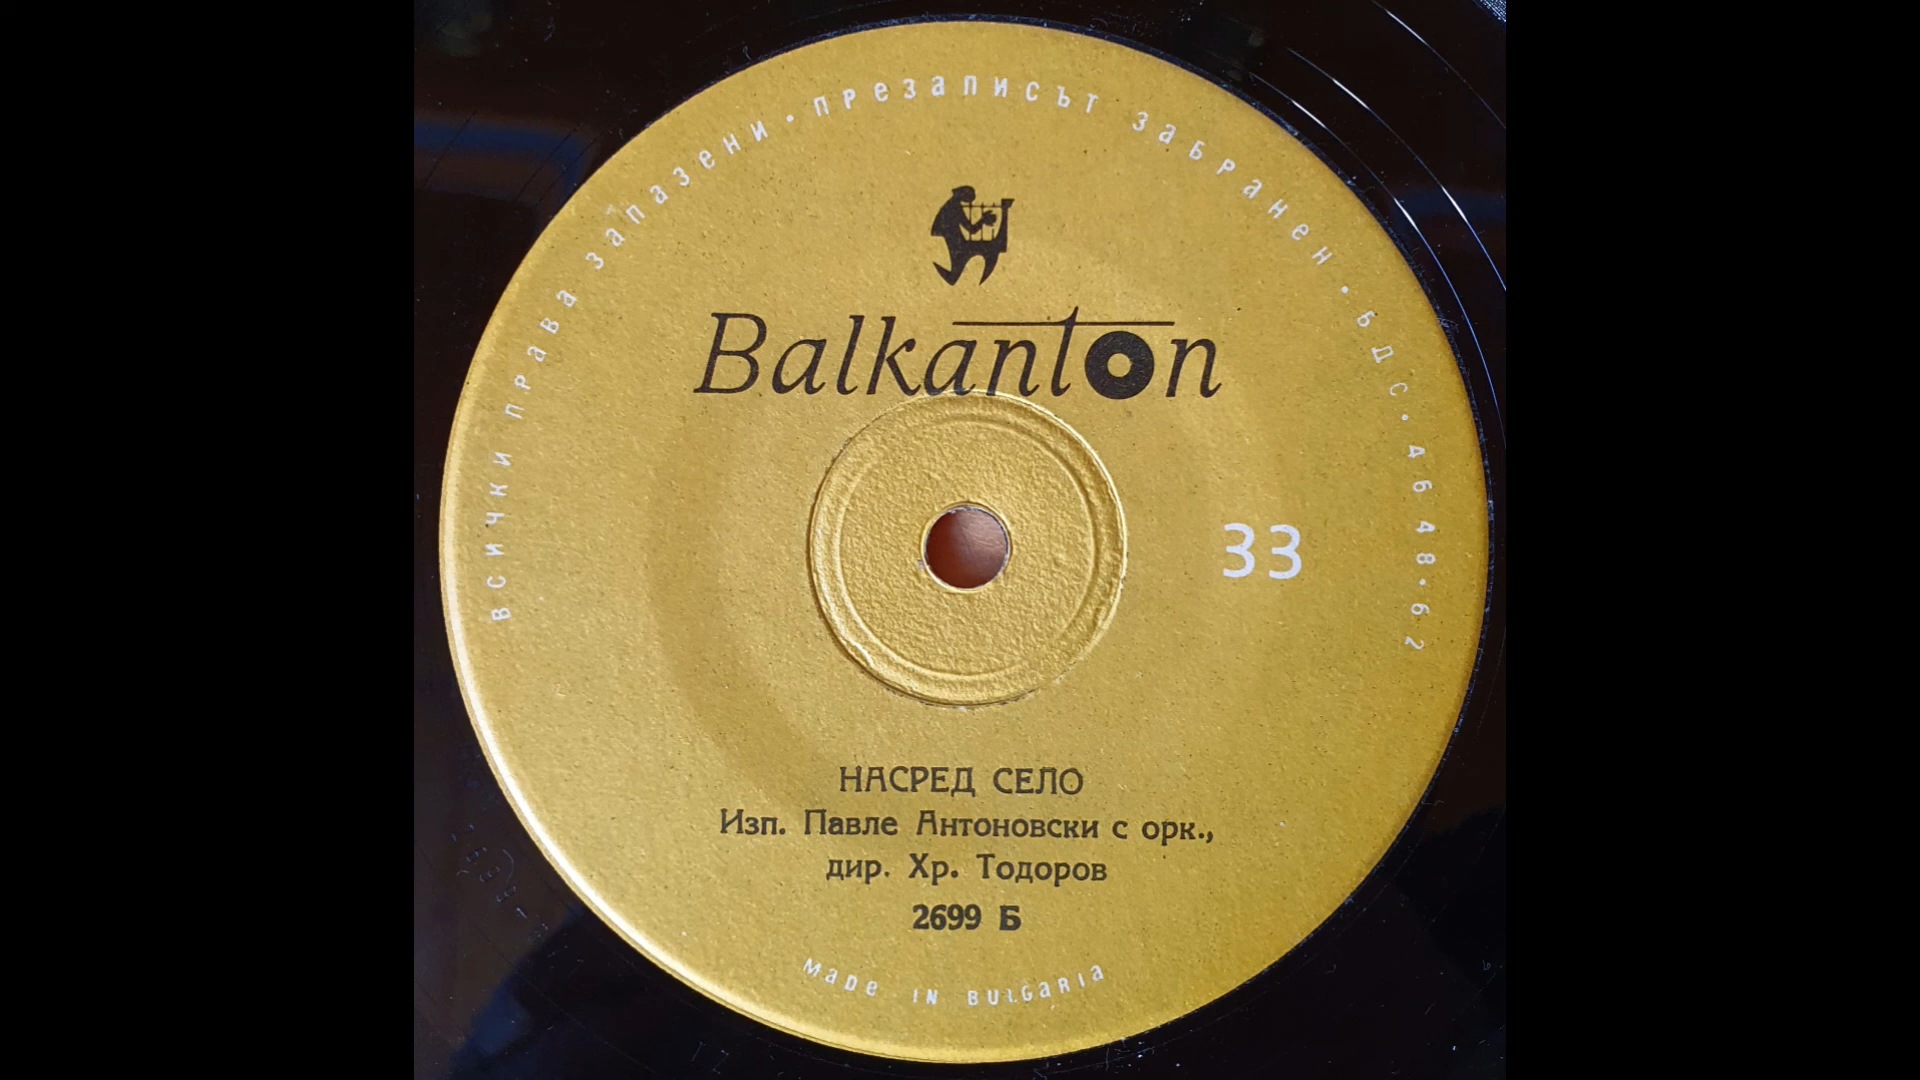 ВСИЧКИ ПРАВА ЗАПАЗЕНИ · ПРЕЗАПИСЪТ ЗАБРАНЕН · БДС · 4648 · 62
Balkanton
33
НАСРЕД СЕЛО
Изп. Павле Антоновски с орк.,
дир. Хр. Тодоров
2699 Б
MADE IN BULGARIA